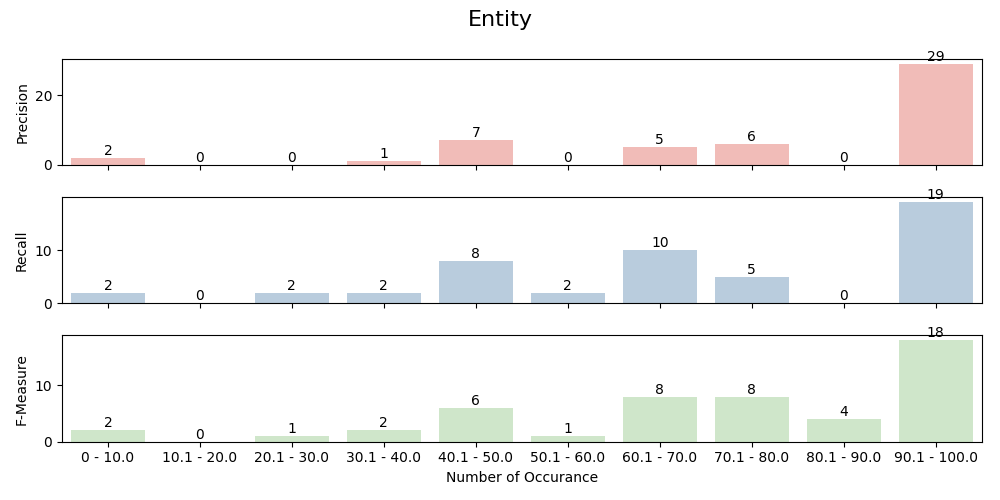 Entity
Precision
20
0
2 0 0 1 7 0 5 6 0 29
Recall
10
0
2 0 2 2 8 2 10 5 0 19
F-Measure
10
0
2 0 1 2 6 1 8 8 4 18
0 - 10.0 10.1 - 20.0 20.1 - 30.0 30.1 - 40.0 40.1 - 50.0 50.1 - 60.0 60.1 - 70.0 70.1 - 80.0 80.1 - 90.0 90.1 - 100.0
Number of Occurance